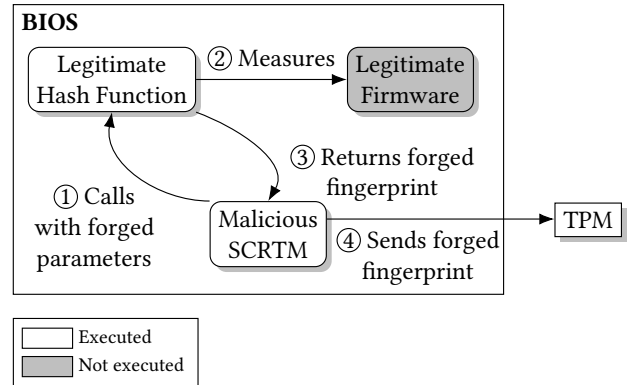 BIOS
Legitimate
Hash Function
② Measures
Legitimate
Firmware
③ Returns forged
fingerprint
① Calls
with forged
parameters
Malicious
SCRTM
④ Sends forged
fingerprint
TPM
Executed
Not executed